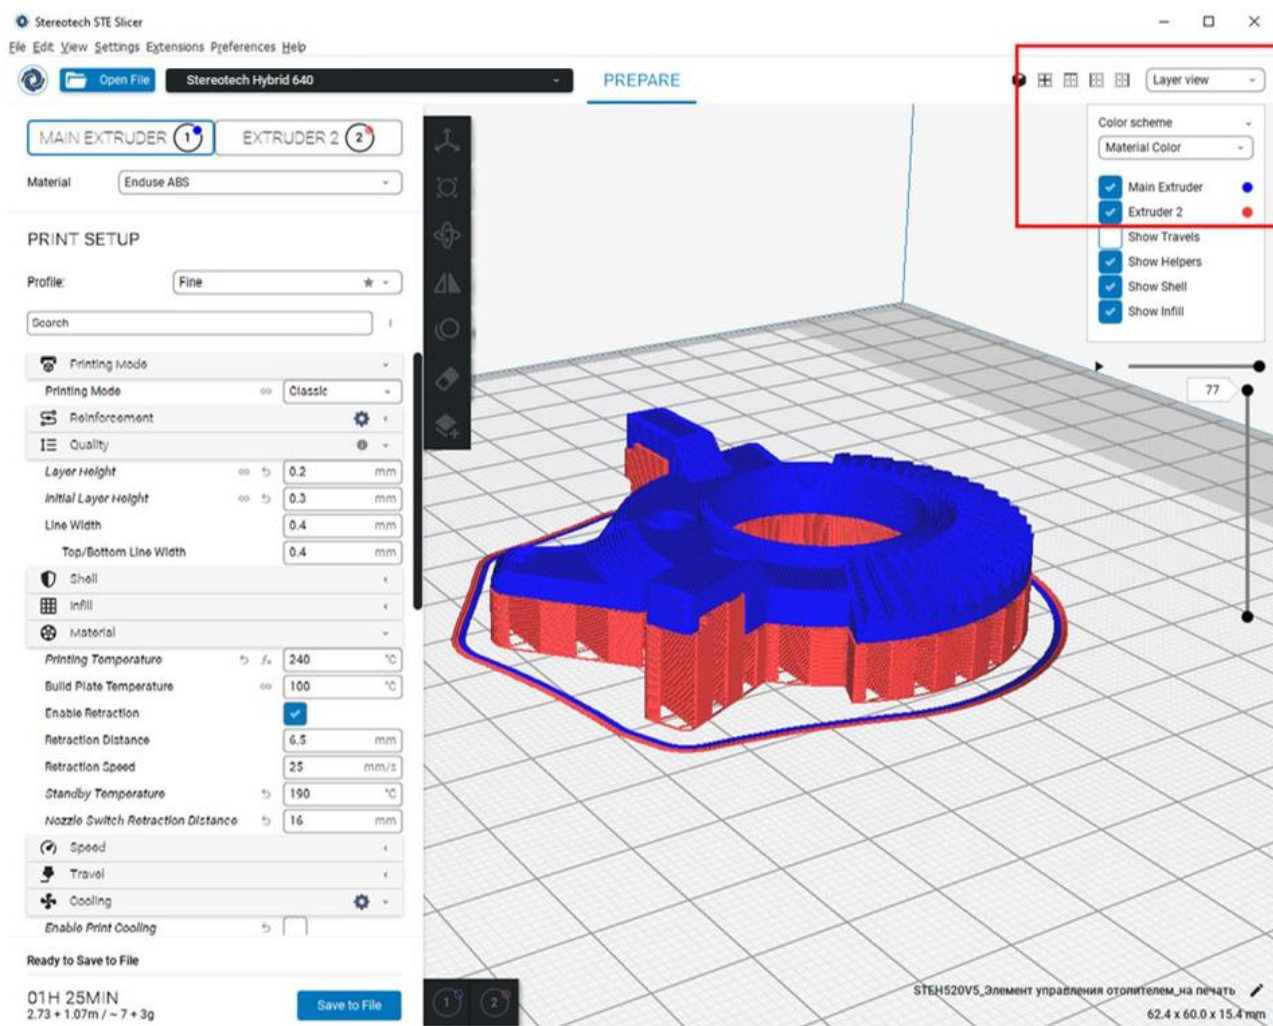 Stereotech STE Slicer
File Edit View Settings Extensions Preferences Help
Open File
Stereotech Hybrid 640
PREPARE
Layer view
MAIN EXTRUDER 1
EXTRUDER 2 2
Material
Enduse ABS
Color scheme
Material Color
Main Extruder
Extruder 2
Show Travels
Show Helpers
Show Shell
Show Infill
77
PRINT SETUP
Profile:
Fine
Search
Printing Mode
Printing Mode
Classic
Reinforcement
Quality
Layer Height
0.2 mm
Initial Layer Height
0.3 mm
Line Width
0.4 mm
Top/Bottom Line Width
0.4 mm
Shell
Infill
Material
Printing Temperature
240 °C
Build Plate Temperature
100 °C
Enable Retraction
Retraction Distance
6.5 mm
Retraction Speed
25 mm/s
Standby Temperature
190 °C
Nozzle Switch Retraction Distance
16 mm
Speed
Travel
Cooling
Enable Print Cooling
Ready to Save to File
01H 25MIN
2.73 + 1.07m / ~ 7 + 3g
Save to File
1 2
STEH520V5_Элемент управления отопителем_на печать
62.4 x 60.0 x 15.4 mm